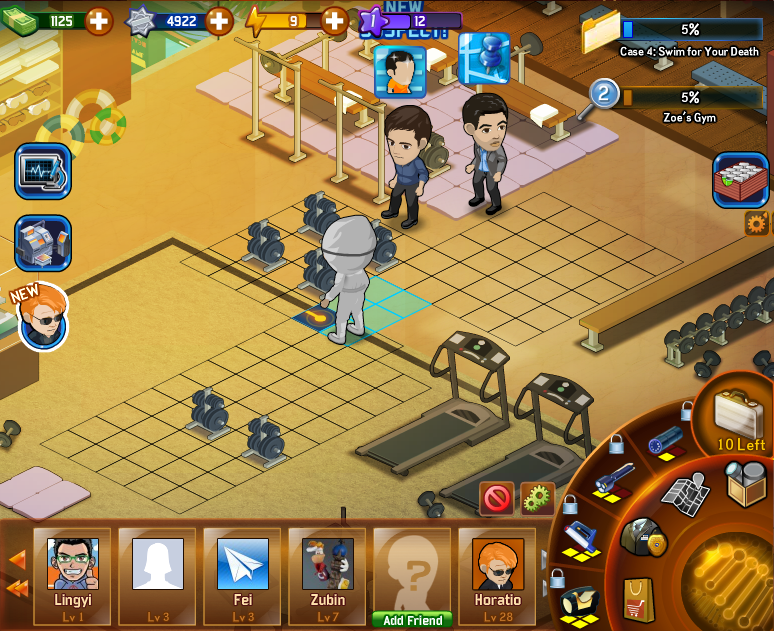 1125
4922
9
1
12
NEW
SUSPECT!
5%
Case 4: Swim for Your Death
2
5%
Zoe's Gym
NEW
10 Left
Lingyi
Lv 1
Lv 3
Fei
Lv 3
Zubin
Lv 7
?
Add Friend
Horatio
Lv 28